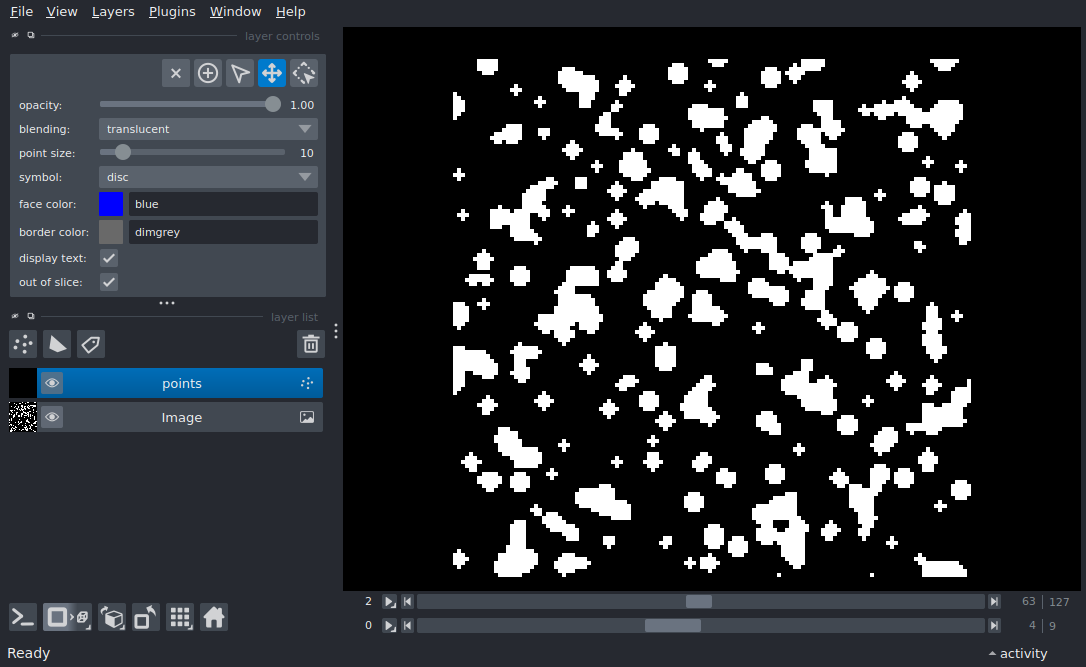 File View Layers Plugins Window Help
layer controls
opacity: 1.00
blending: translucent
point size: 10
symbol: disc
face color: blue
border color: dimgrey
display text:
out of slice:
layer list
points
Image
2 63 127
0 4 9
Ready activity